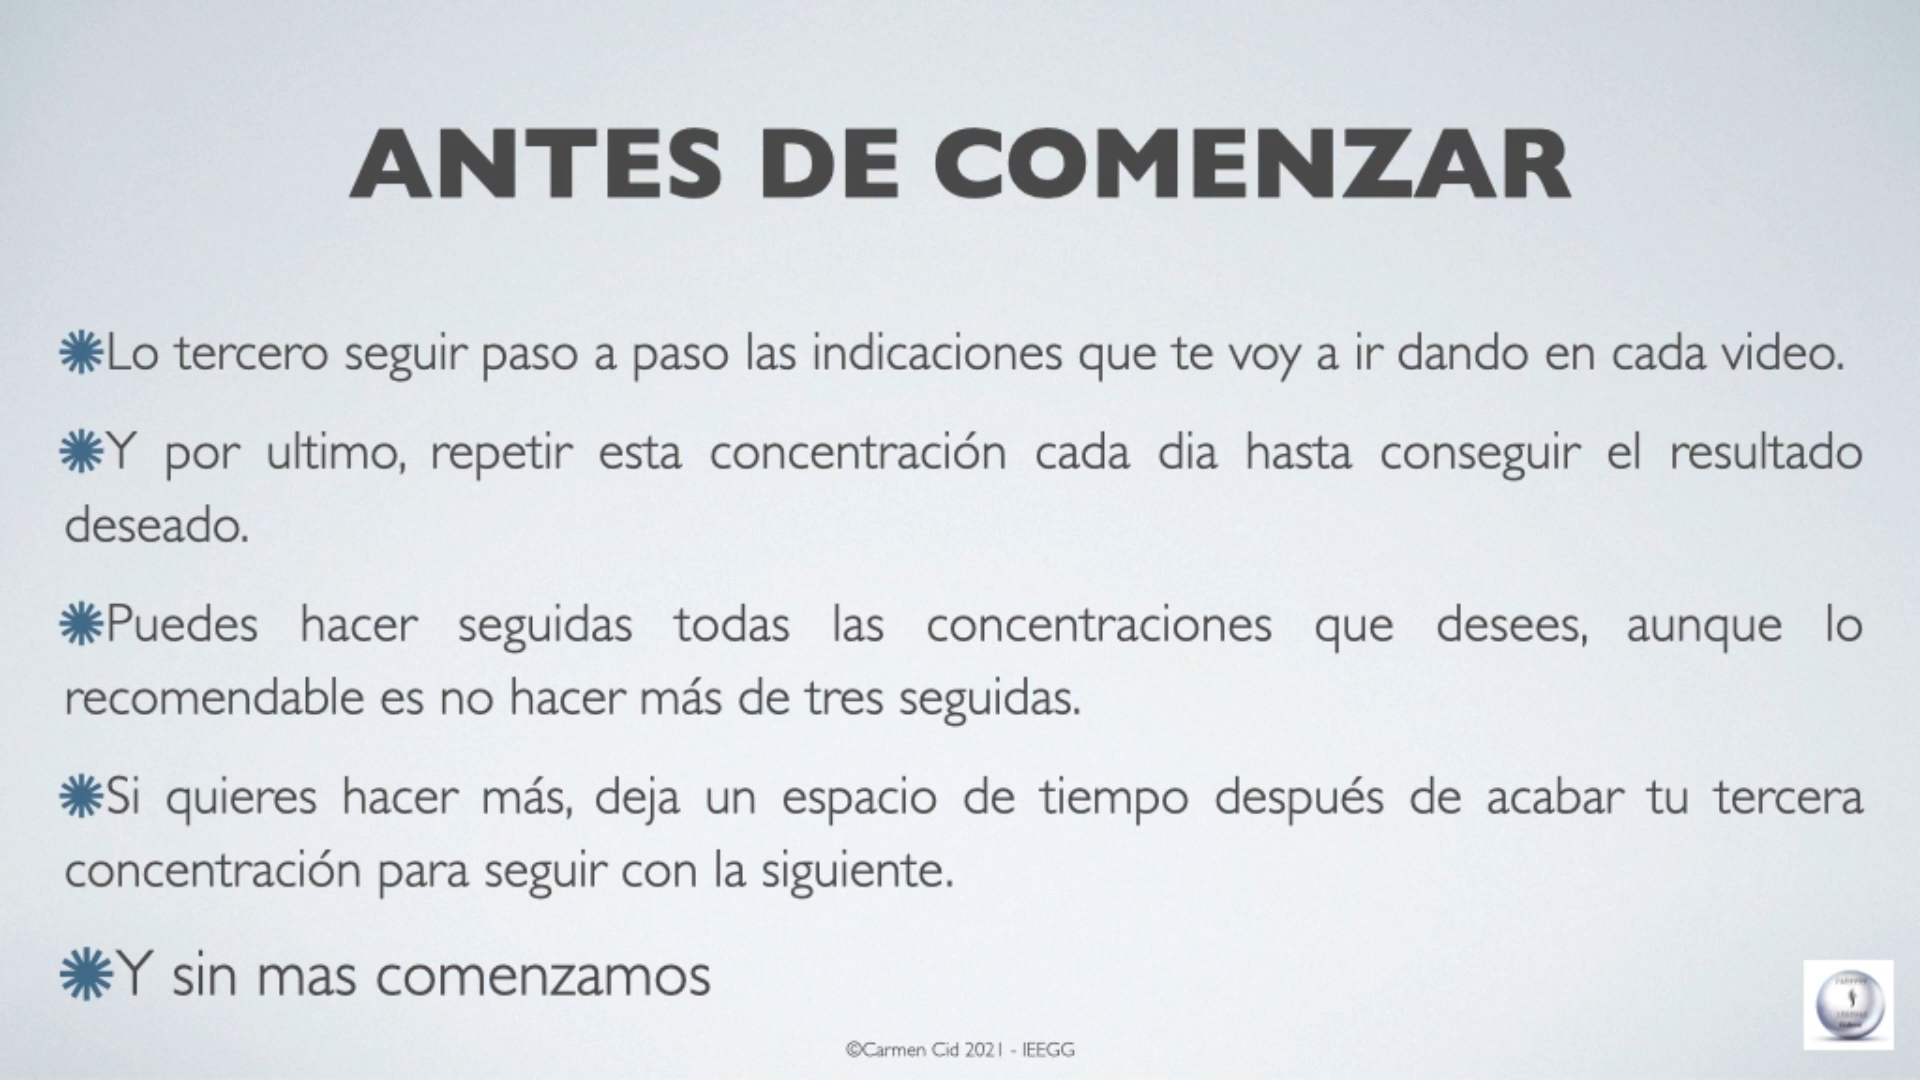 ANTES DE COMENZAR
Lo tercero seguir paso a paso las indicaciones que te voy a ir dando en cada video.
Y por ultimo, repetir esta concentración cada dia hasta conseguir el resultado
deseado.
Puedes hacer seguidas todas las concentraciones que desees, aunque lo
recomendable es no hacer más de tres seguidas.
Si quieres hacer más, deja un espacio de tiempo después de acabar tu tercera
concentración para seguir con la siguiente.
Y sin mas comenzamos
©Carmen Cid 2021 - IEEGG